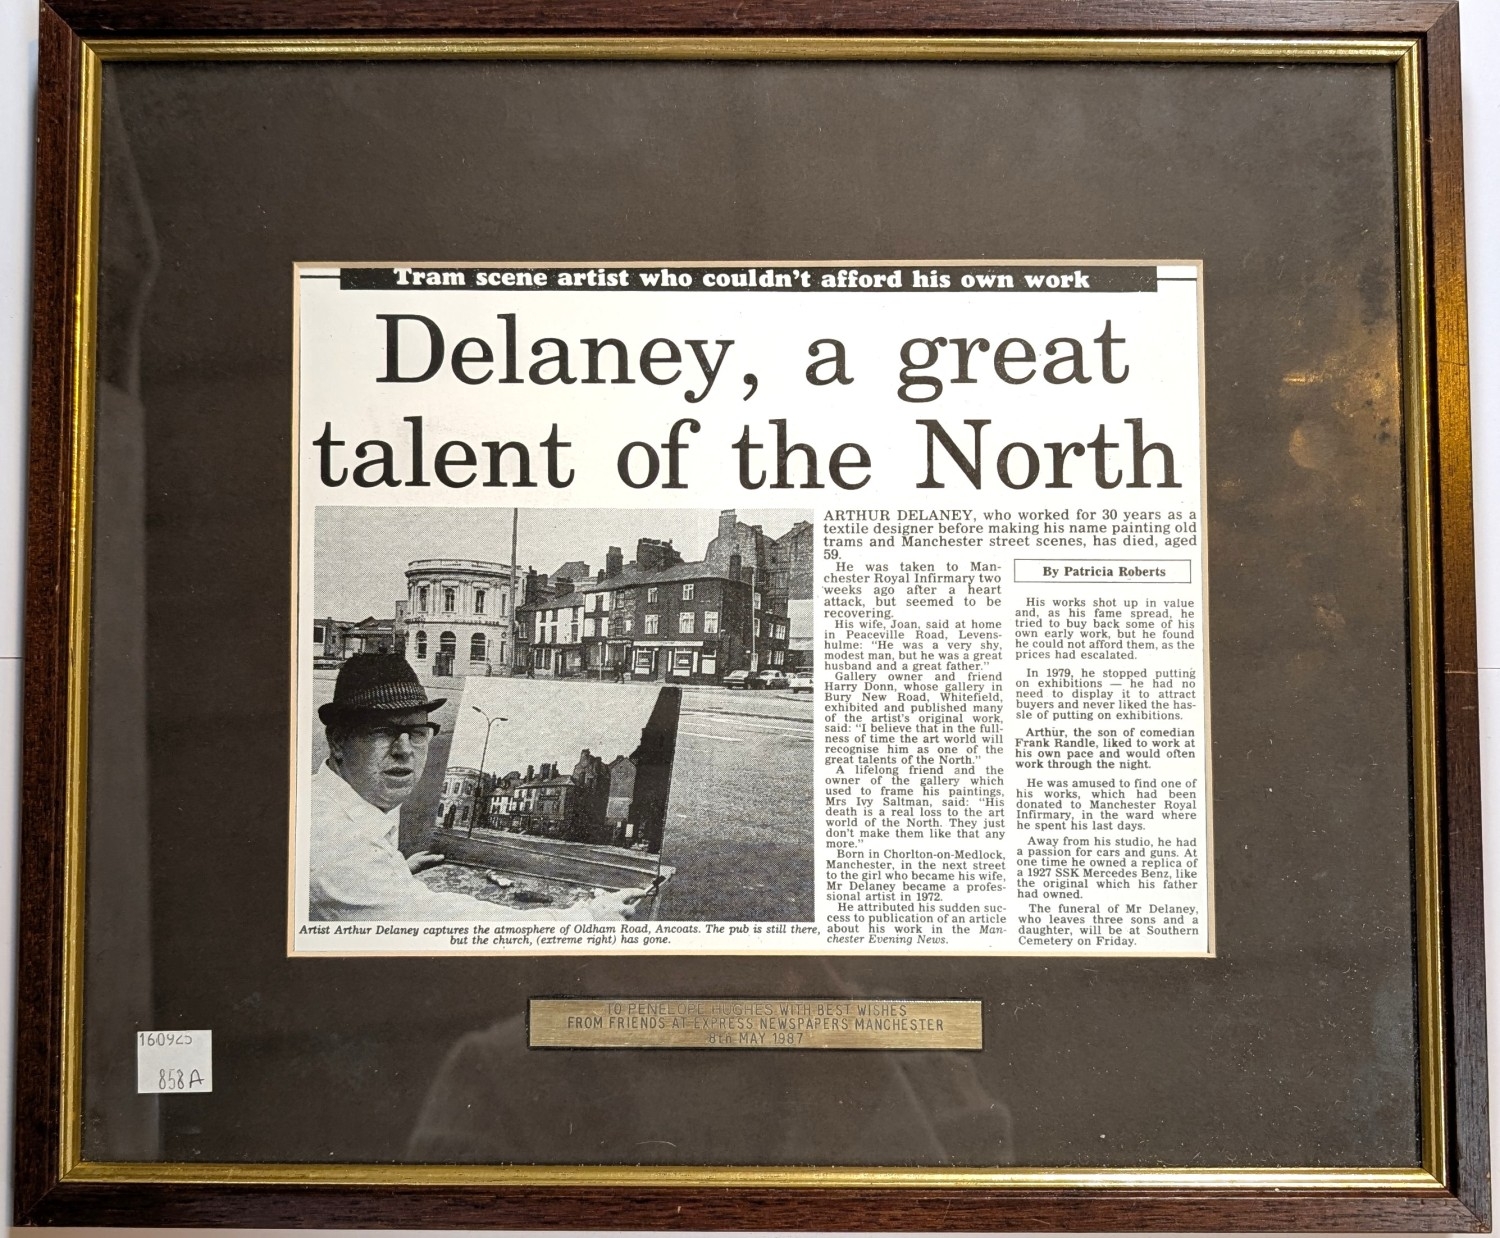 Tram scene artist who couldn't afford his own work
Delaney, a great
talent of the North
ARTHUR DELANEY, who worked for 30 years as a
textile designer before making his name painting old
trams and Manchester street scenes, has died, aged
59.
He was taken to Man-
chester Royal Infirmary two
weeks ago after a heart
attack, but seemed to be
recovering.
His wife, Joan, said at home
in Peaceville Road, Levens-
hulme: "He was a very shy,
modest man, but he was a great
husband and a great father."
Gallery owner and friend
Harry Donn, whose gallery in
Bury New Road, Whitefield,
exhibited and published many
of the artist's original work,
said: "I believe that in the full-
ness of time the art world will
recognise him as one of the
great talents of the North."
A lifelong friend and the
owner of the gallery which
used to frame his paintings,
Mrs Ivy Saltman, said: "His
death is a real loss to the art
world of the North. They just
don't make them like that any
more."
Born in Chorlton-on-Medlock,
Manchester, in the next street
to the girl who became his wife,
Mr Delaney became a profes-
sional artist in 1972.
He attributed his sudden suc-
cess to publication of an article
about his work in the Man-
chester Evening News.
By Patricia Roberts
His works shot up in value
and, as his fame spread, he
tried to buy back some of his
own early work, but he found
he could not afford them, as the
prices had escalated.
In 1979, he stopped putting
on exhibitions — he had no
need to display it to attract
buyers and never liked the has-
sle of putting on exhibitions.
Arthur, the son of comedian
Frank Randle, liked to work at
his own pace and would often
work through the night.
He was amused to find one of
his works, which had been
donated to Manchester Royal
Infirmary, in the ward where
he spent his last days.
Away from his studio, he had
a passion for cars and guns. At
one time he owned a replica of
a 1927 SSK Mercedes Benz, like
the original which his father
had owned.
The funeral of Mr Delaney,
who leaves three sons and a
daughter, will be at Southern
Cemetery on Friday.
Artist Arthur Delaney captures the atmosphere of Oldham Road, Ancoats. The pub is still there,
but the church, (extreme right) has gone.
TO PENELOPE HUGHES WITH BEST WISHES
FROM FRIENDS AT EXPRESS NEWSPAPERS MANCHESTER
8th MAY 1987
160925
858A